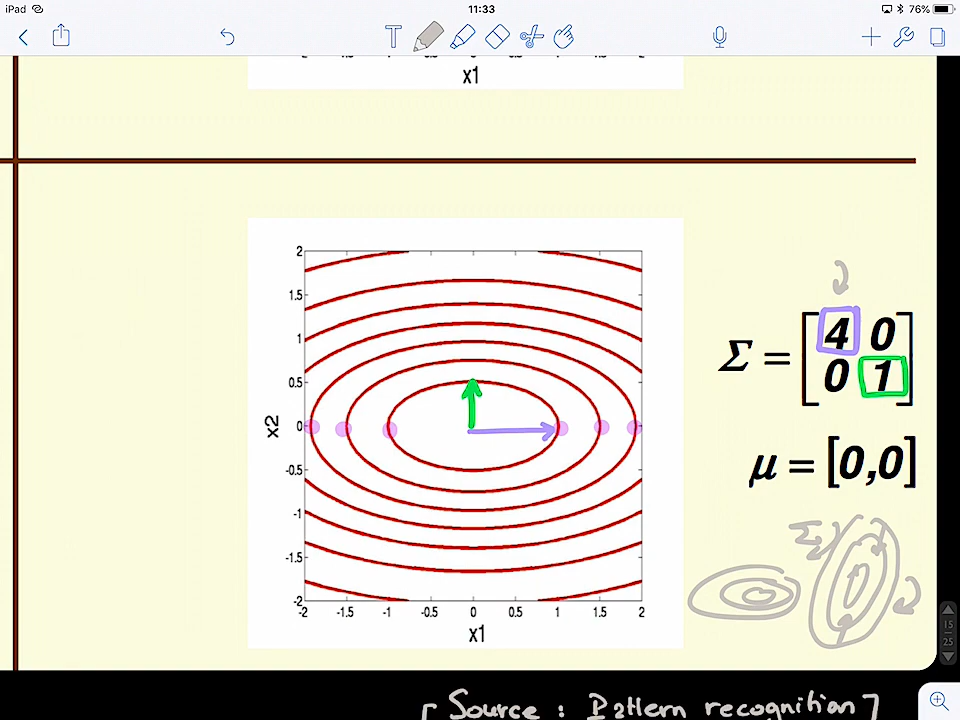 iPad 11:33 76%
T
x1
2
1.5
1
0.5
0
-0.5
-1
-1.5
-2
x2
-2 -1.5 -1 -0.5 0 0.5 1 1.5 2
x1
Σ = [4 0
0 1]
μ = [0,0]
Σ
15
25
[ Source : Pattern recognition ]